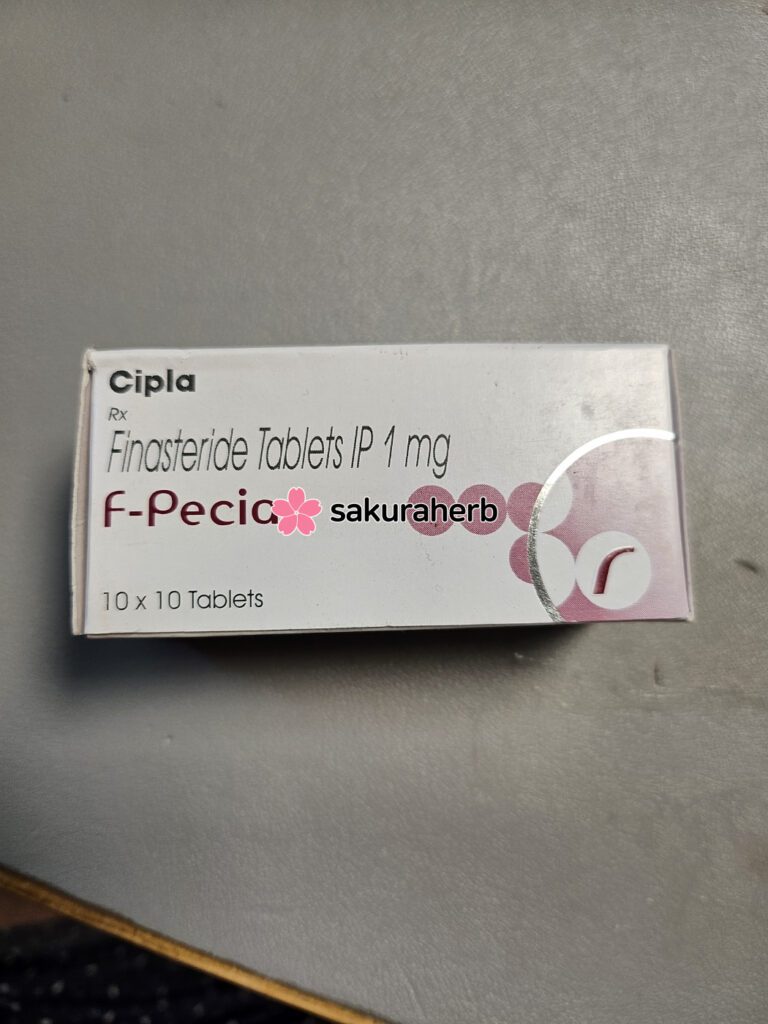 Cipla
Rx
Finasteride Tablets IP 1 mg
F-Pecia
sakuraherb
10 x 10 Tablets